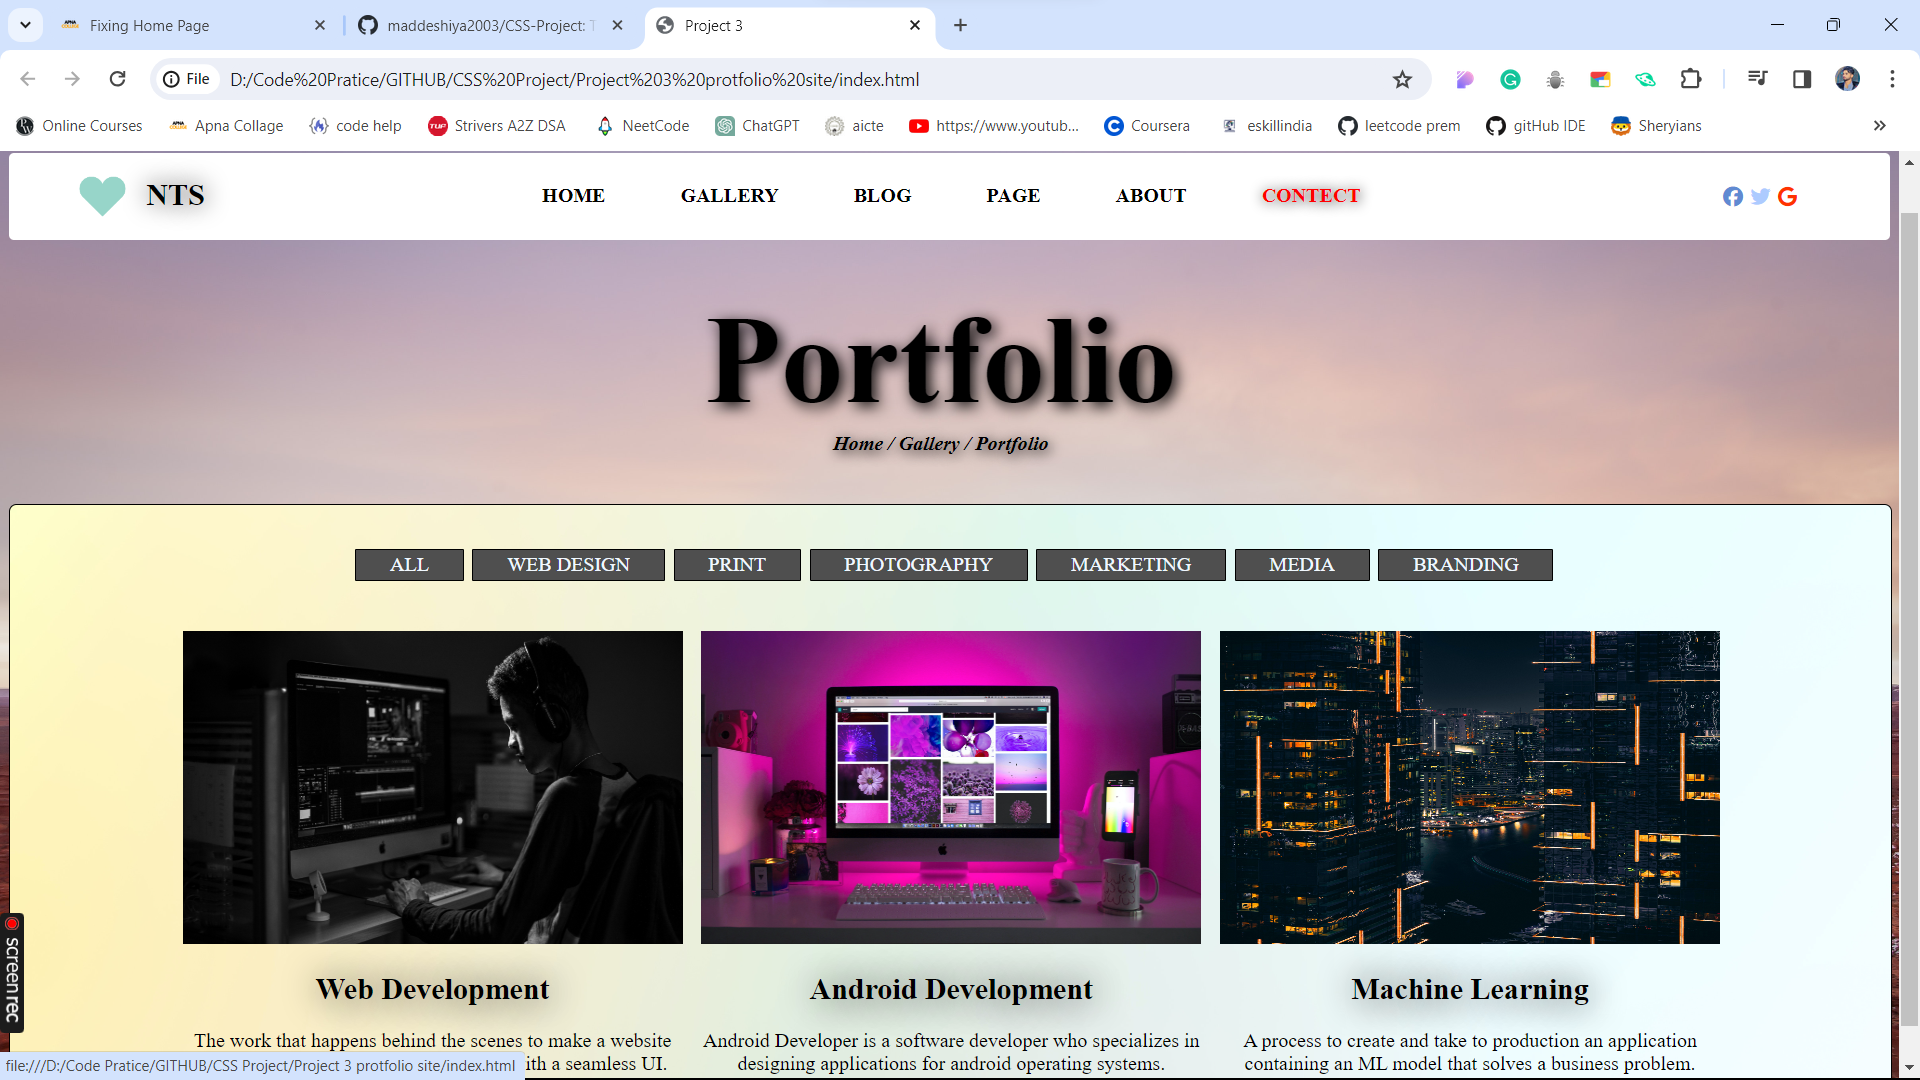 Fixing Home Page
maddeshiya2003/CSS-Project: T
Project 3
File
D:/Code%20Pratice/GITHUB/CSS%20Project/Project%203%20protfolio%20site/index.html
Online Courses
Apna Collage
code help
Strivers A2Z DSA
NeetCode
ChatGPT
aicte
https://www.youtub...
Coursera
eskillindia
leetcode prem
gitHub IDE
Sheryians
NTS
HOME
GALLERY
BLOG
PAGE
ABOUT
CONTECT
Portfolio
Home / Gallery / Portfolio
ALL
WEB DESIGN
PRINT
PHOTOGRAPHY
MARKETING
MEDIA
BRANDING
Web Development
The work that happens behind the scenes to make a website
ith a seamless UI.
Android Development
Android Developer is a software developer who specializes in
designing applications for android operating systems.
Machine Learning
A process to create and take to production an application
containing an ML model that solves a business problem.
screenrec
file:///D:/Code Pratice/GITHUB/CSS Project/Project 3 protfolio site/index.html